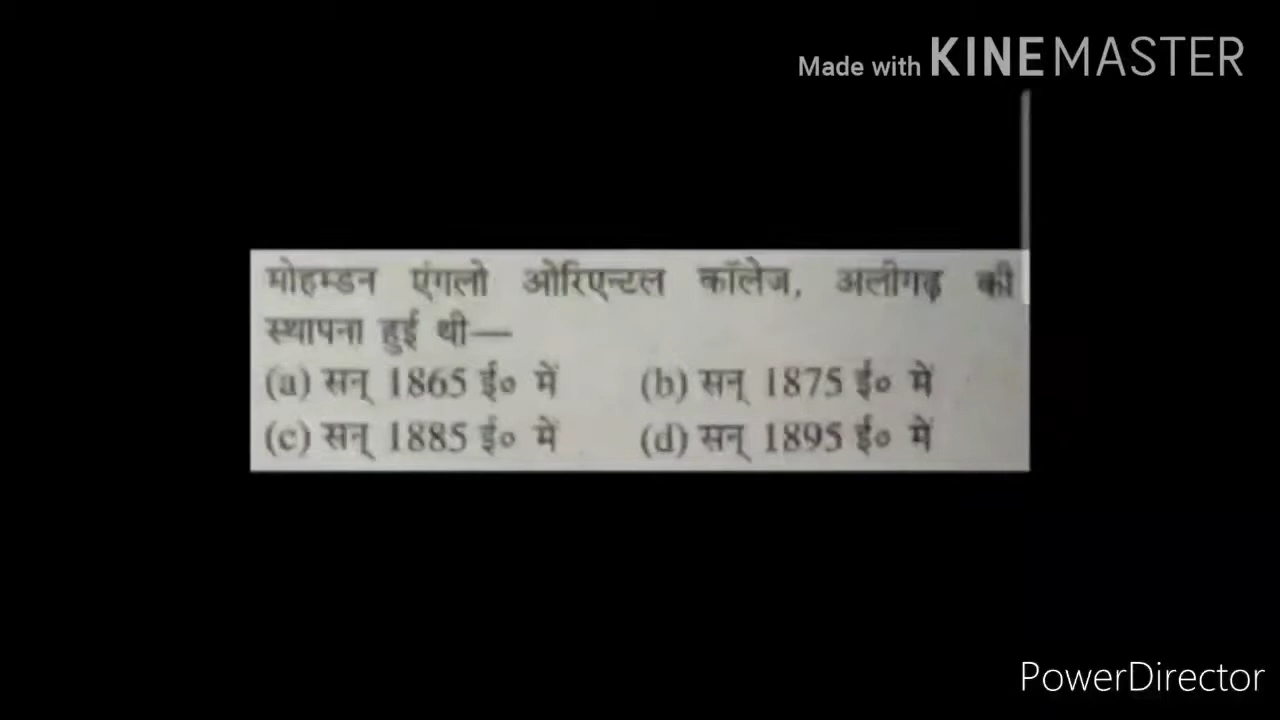 Made with KINEMASTER
मोहम्डन एंगलो ओरिएन्टल कॉलेज, अलीगढ़ की
स्थापना हुई थी—
(a) सन् 1865 ई० में (b) सन् 1875 ई० में
(c) सन् 1885 ई० में (d) सन् 1895 ई० में
PowerDirector